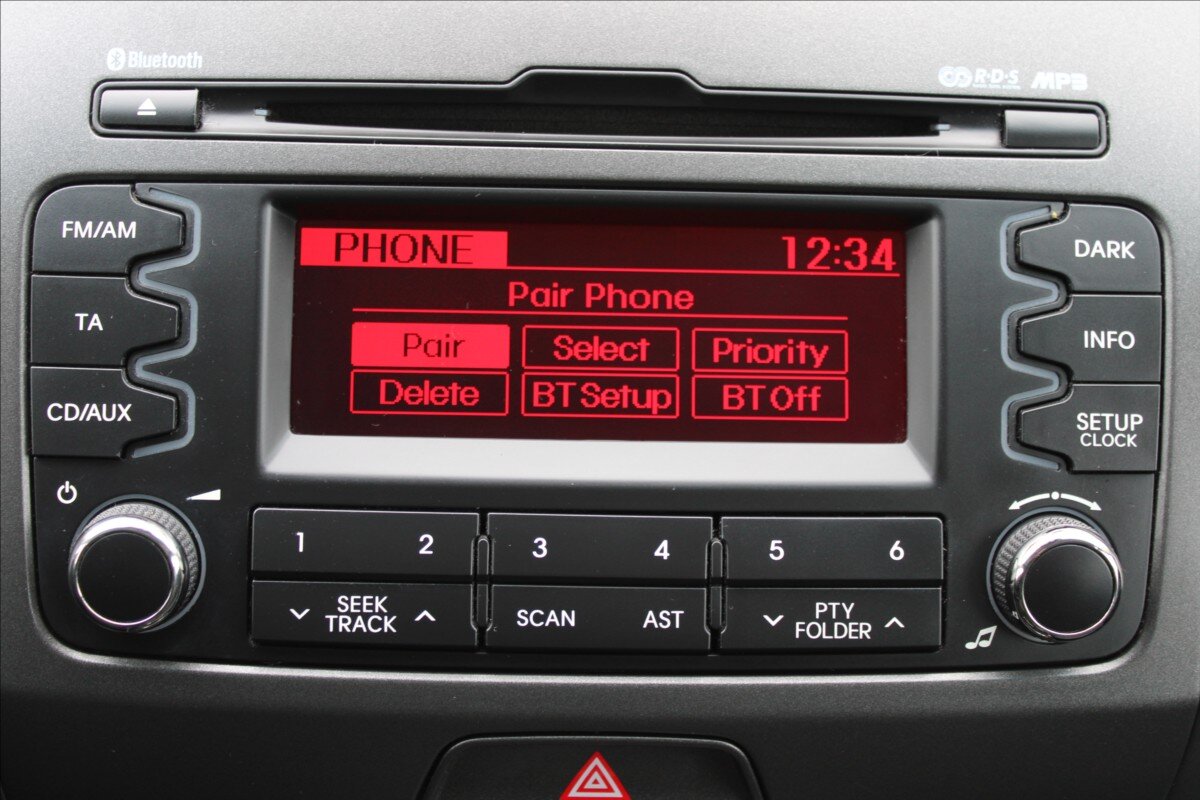 Bluetooth
R·D·S MP3
FM/AM
TA
CD/AUX
PHONE 12:34
Pair Phone
Pair Select Priority
Delete BT Setup BT Off
DARK
INFO
SETUP
CLOCK
1 2 3 4 5 6
SEEK
TRACK
SCAN AST
PTY
FOLDER